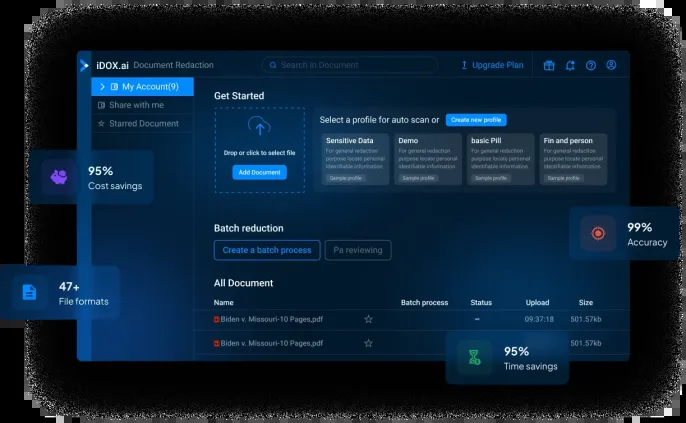 iDOX.ai Document Redaction
Search in Document
Upgrade Plan
My Account(9)
Share with me
Starred Document
Get Started
Drop or click to select file
Add Document
Select a profile for auto scan or
Create new profile
Sensitive Data
For general redaction
purpose locate personal
identifiable information
Sample profile
Demo
For general redaction
purpose locate personal
identifiable information
Sample profile
basic Pill
For general redaction
purpose locate personal
identifiable information
Sample profile
Fin and person
For general redaction
purpose locate personal
identifiable information
Sample profile
95%
Cost savings
99%
Accuracy
Batch reduction
Create a batch process
Pa reviewing
47+
File formats
All Document
Name Batch process Status Upload Size
Biden v. Missouri-10 Pages,pdf – 09:37:18 501.57kb
Biden v. Missouri-10 Pages,pdf 501.57kb
95%
Time savings